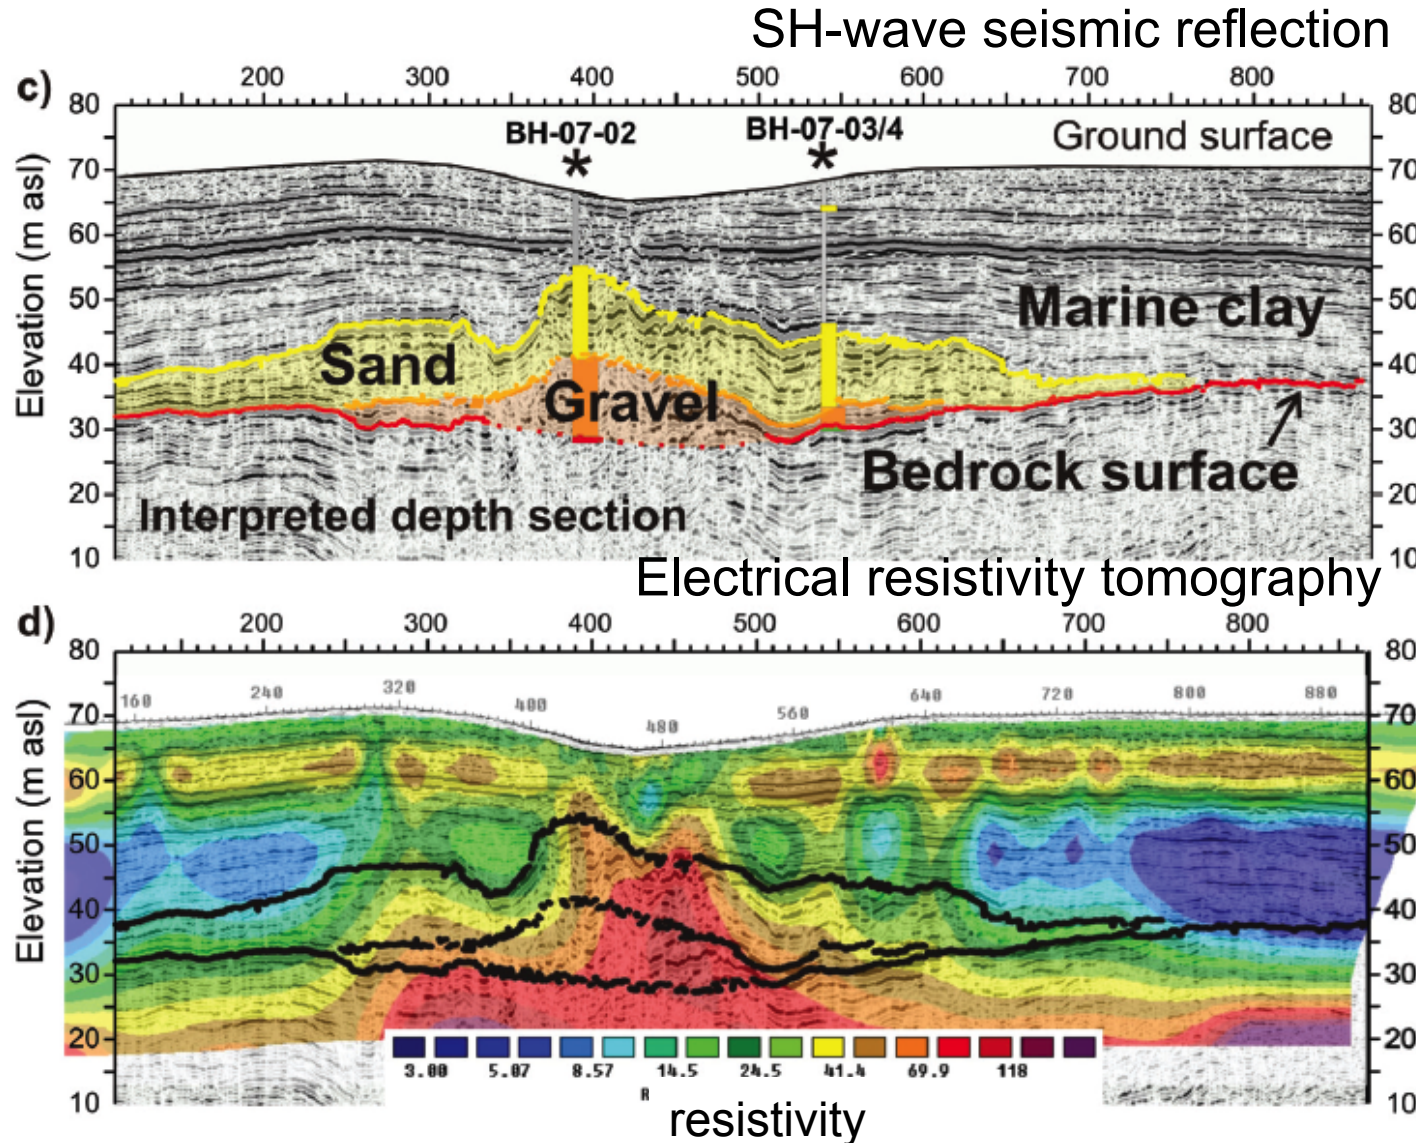 SH-wave seismic reflection
c)
200 300 400 500 600 700 800
80 80
BH-07-02 BH-07-03/4 Ground surface
* *
70 70
60 60
50 Marine clay 50
40 Sand 40
Gravel
30 30
Bedrock surface
20 20
Interpreted depth section
10 10
Elevation (m asl)
Electrical resistivity tomography
d)
200 300 400 500 600 700 800
80 80
160 240 320 400 480 560 640 720 800 880
70 70
60 60
50 50
40 40
30 30
20 20
10 10
Elevation (m asl)
3.00 5.07 8.57 14.5 24.5 41.4 69.9 118
R
resistivity